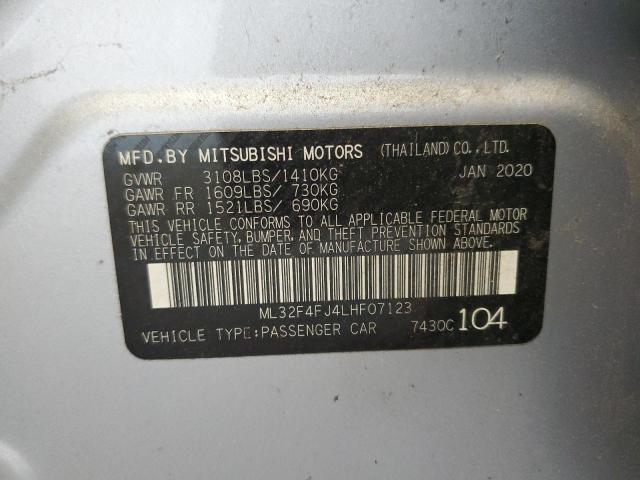 MFD.BY MITSUBISHI MOTORS (THAILAND) CO.,LTD.
GVWR 3108LBS/1410KG JAN 2020
GAWR FR 1609LBS/ 730KG
GAWR RR 1521LBS/ 690KG
THIS VEHICLE CONFORMS TO ALL APPLICABLE FEDERAL MOTOR
VEHICLE SAFETY, BUMPER, AND THEFT PREVENTION STANDARDS
IN EFFECT ON THE DATE OF MANUFACTURE SHOWN ABOVE.
ML32F4FJ4LHF07123
VEHICLE TYPE:PASSENGER CAR 7430C 104